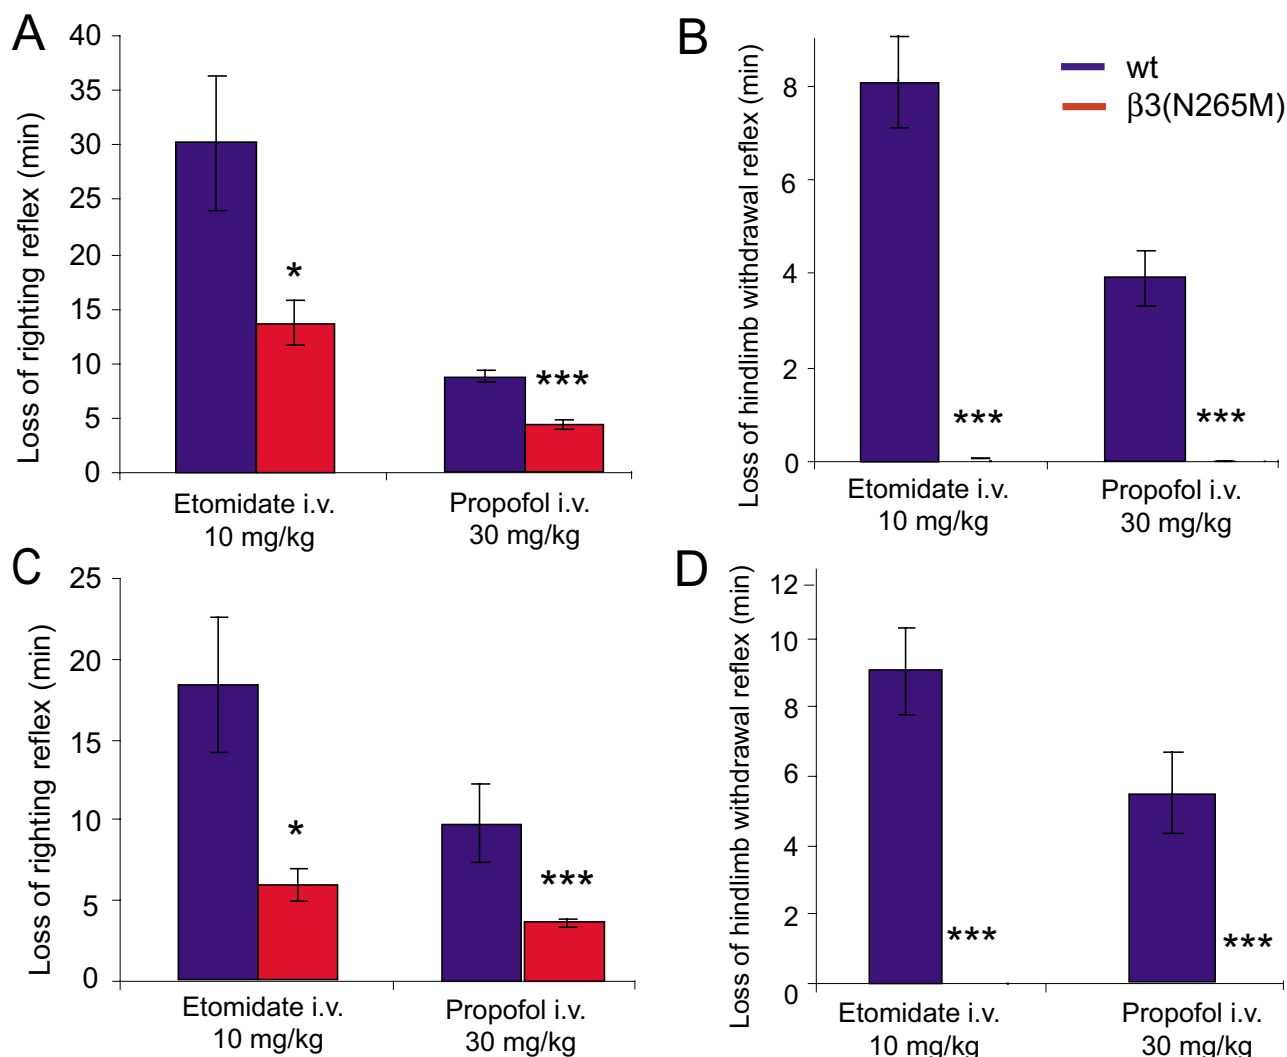 A
Loss of righting reflex (min)
40
35
30
25
20
15
10
5
0
*
***
Etomidate i.v.
10 mg/kg
Propofol i.v.
30 mg/kg
B
Loss of hindlimb withdrawal reflex (min)
8
6
4
2
0
wt
β3(N265M)
***
***
Etomidate i.v.
10 mg/kg
Propofol i.v.
30 mg/kg
C
Loss of righting reflex (min)
25
20
15
10
5
0
*
***
Etomidate i.v.
10 mg/kg
Propofol i.v.
30 mg/kg
D
Loss of hindlimb withdrawal reflex (min)
12
10
8
6
4
2
0
***
***
Etomidate i.v.
10 mg/kg
Propofol i.v.
30 mg/kg